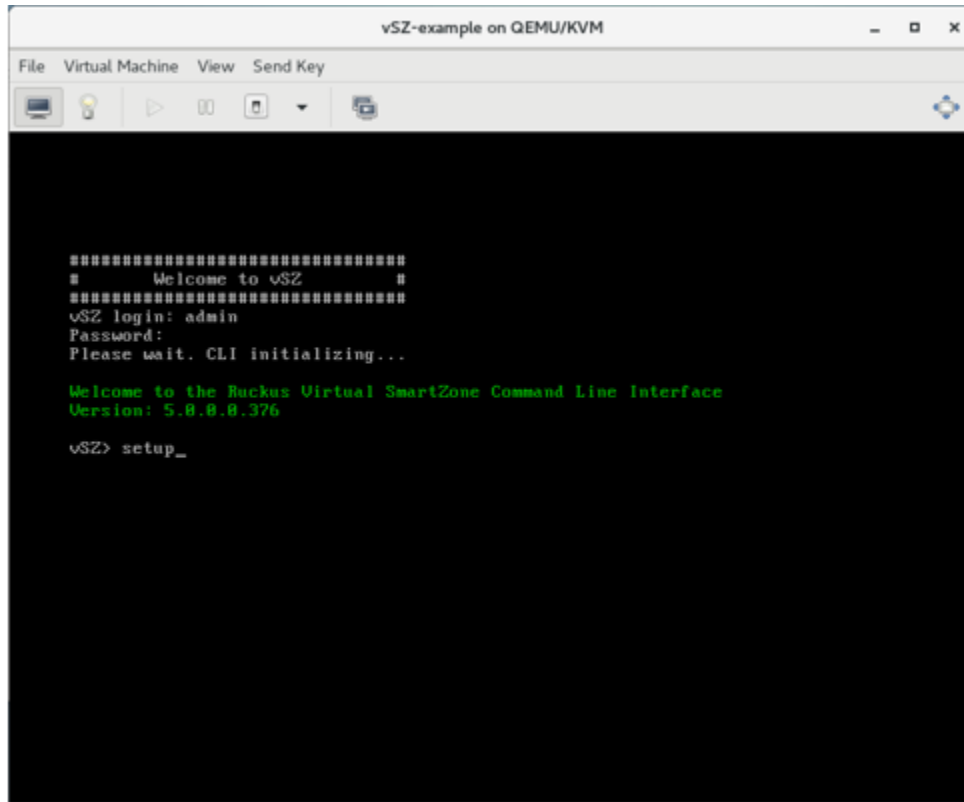 vSZ-example on QEMU/KVM
File Virtual Machine View Send Key
################################
# Welcome to vSZ #
################################
vSZ login: admin
Password:
Please wait. CLI initializing...
Welcome to the Ruckus Virtual SmartZone Command Line Interface
Version: 5.0.0.0.376
vSZ> setup_